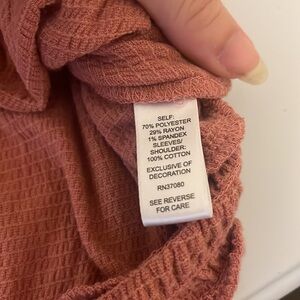 SELF:
70% POLYESTER
29% RAYON
1% SPANDEX
SLEEVES/
SHOULDER:
100% COTTON
EXCLUSIVE OF
DECORATION
RN37080
SEE REVERSE
FOR CARE